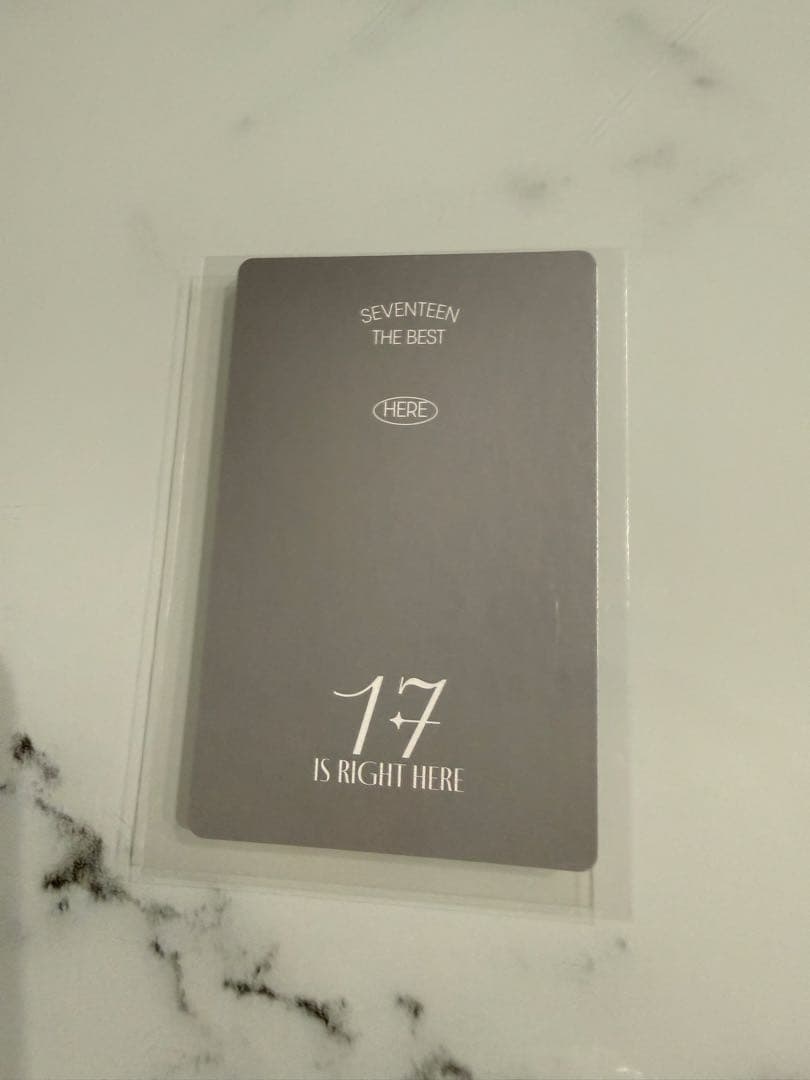 SEVENTEEN
THE BEST
HERE
17
IS RIGHT HERE